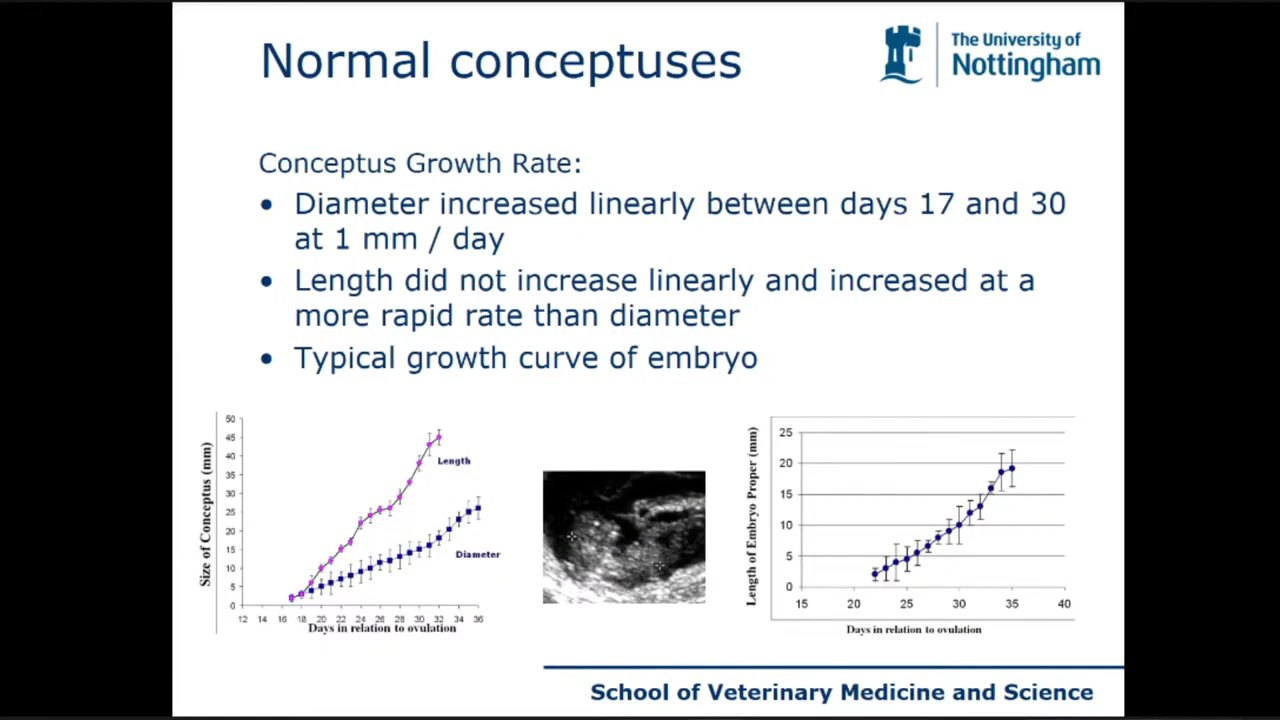 Normal conceptuses
The University of
Nottingham
Conceptus Growth Rate:
• Diameter increased linearly between days 17 and 30
at 1 mm / day
• Length did not increase linearly and increased at a
more rapid rate than diameter
• Typical growth curve of embryo
Size of Conceptus (mm)
50
45
40
35
30
25
20
15
10
5
0
Length
Diameter
12 14 16 18 20 22 24 26 28 30 32 34 36
Days in relation to ovulation
Length of Embryo Proper (mm)
25
20
15
10
5
0
15 20 25 30 35 40
Days in relation to ovulation
School of Veterinary Medicine and Science